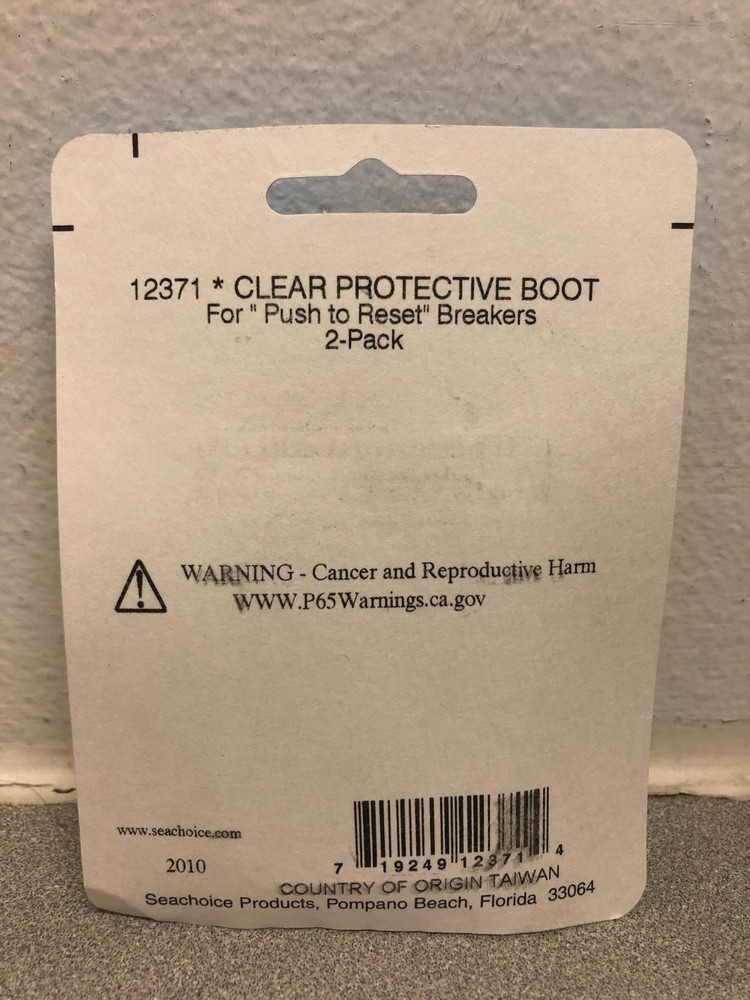 12371 * CLEAR PROTECTIVE BOOT
For " Push to Reset" Breakers
2-Pack
WARNING - Cancer and Reproductive Harm
WWW.P65Warnings.ca.gov
www.seachoice.com
2010
7 19249 12371 4
COUNTRY OF ORIGIN TAIWAN
Seachoice Products, Pompano Beach, Florida 33064